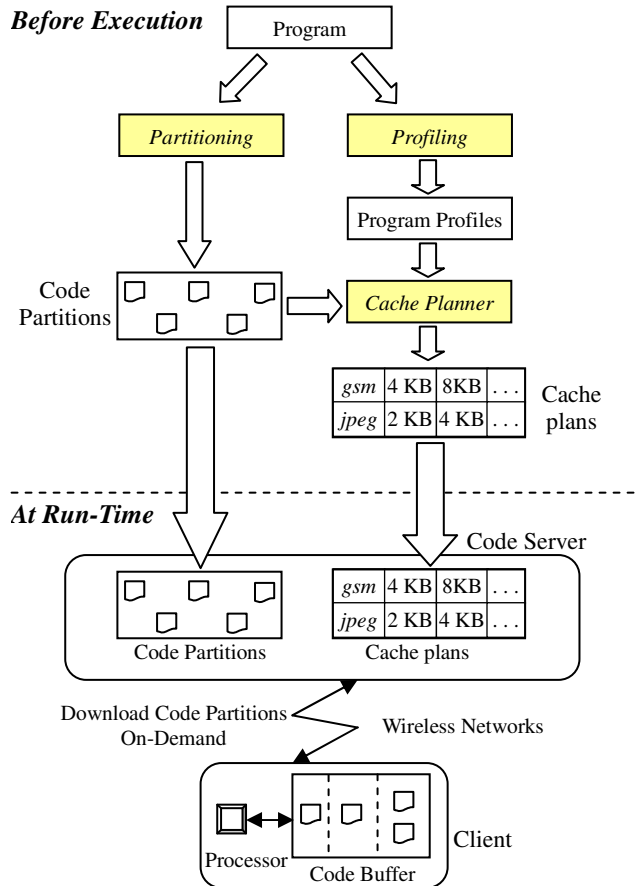 Before Execution
Program
Partitioning
Profiling
Program Profiles
Code
Partitions
Cache Planner
gsm 4 KB 8KB . . .
jpeg 2 KB 4 KB . . .
Cache
plans
At Run-Time
Code Server
gsm 4 KB 8KB . . .
jpeg 2 KB 4 KB . . .
Code Partitions
Cache plans
Download Code Partitions
On-Demand
Wireless Networks
Processor
Code Buffer
Client